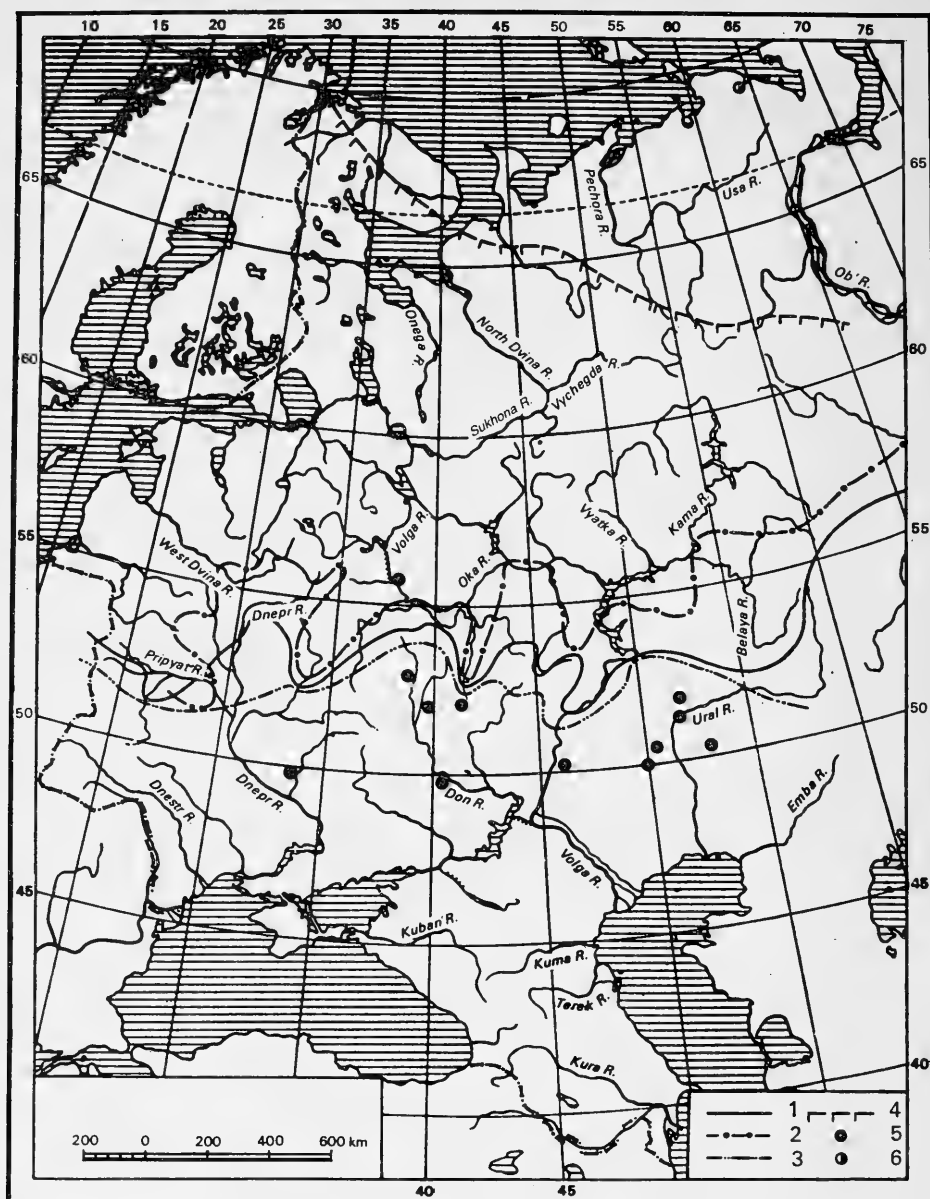 10 15 20 25 30 35 40 45 50 55 60 65 70 75
65
65
Pechora R.
Usa R.
Ob' R.
Onega R.
North Dvina R.
60
60
Vychegda R.
Sukhona R.
Kama R.
Vyatka R.
55
55
Volga R.
Oka R.
West Dvina R.
Dnepr R.
Belaya R.
Pripyat R.
50
50
Ural R.
Dnestr R.
Dnepr R.
Don R.
Emba R.
Volga R.
45
45
Kuban' R.
Kuma R.
Terek R.
Kura R.
40
1 4
2 5
3 6
200 0 200 400 600 km
40 45